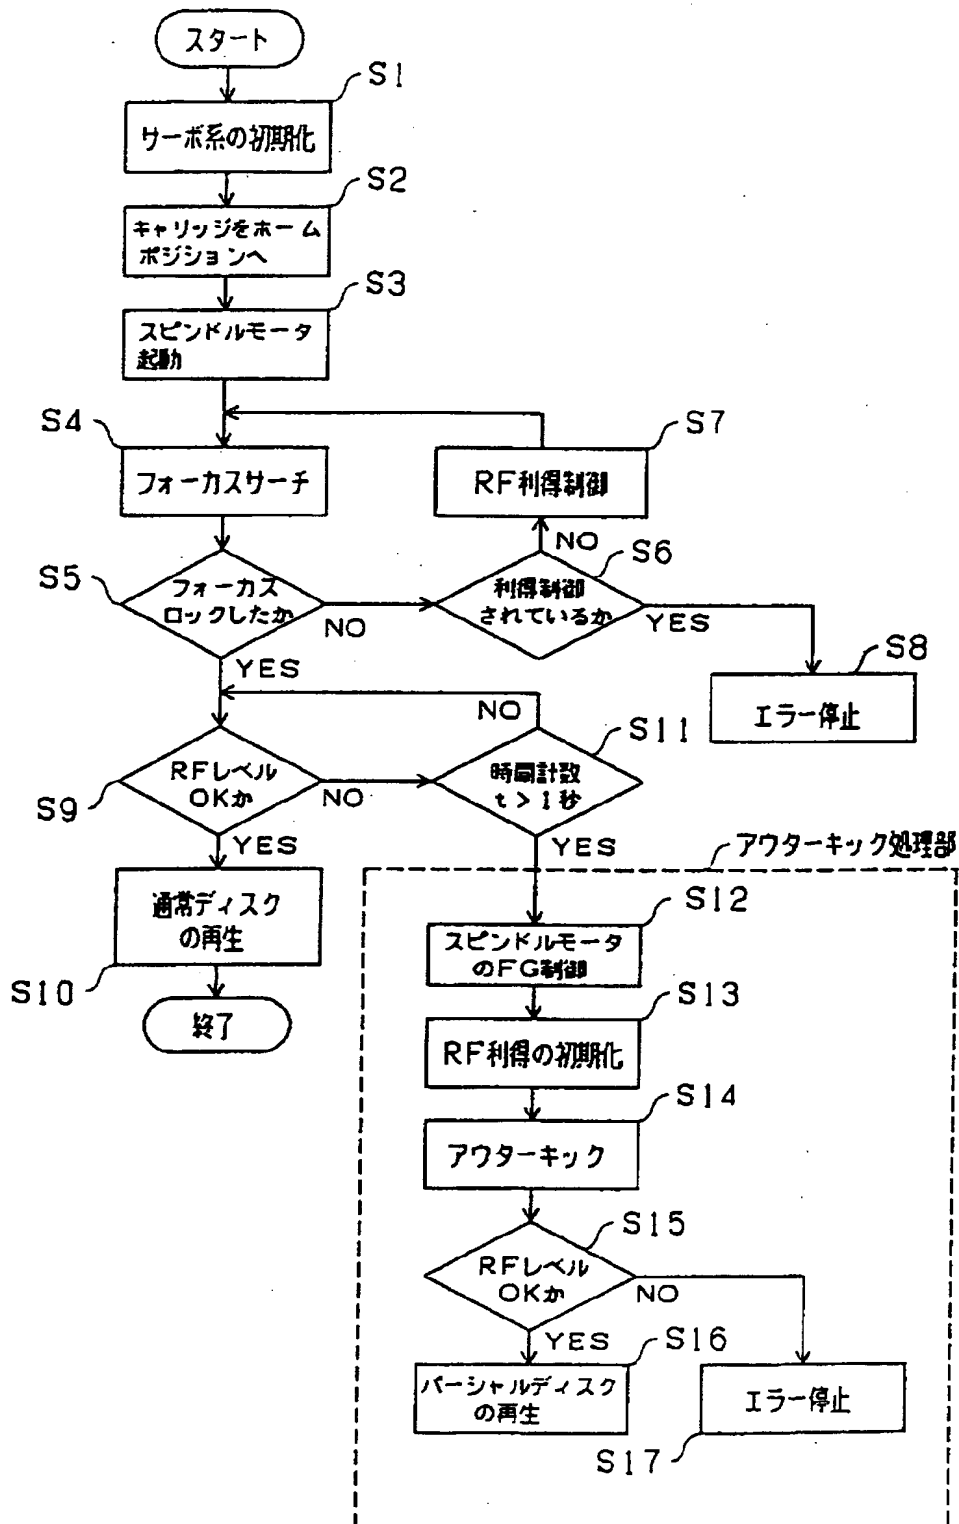 スタート
S1
サーボ系の初期化
S2
キャリッジをホーム
ポジションへ
S3
スピンドルモータ
起動
S4
フォーカスサーチ
S7
RF利得制御
S5
フォーカス
ロックしたか
NO
YES
S6
利得制御
されているか
NO
YES
S8
エラー停止
S9
RFレベル
OKか
NO
YES
S11
時間計数
t>1秒
NO
YES
S10
通常ディスク
の再生
終了
アウターキック処理部
S12
スピンドルモータ
のFG制御
S13
RF利得の初期化
S14
アウターキック
S15
RFレベル
OKか
NO
YES
S16
パーシャルディスク
の再生
S17
エラー停止